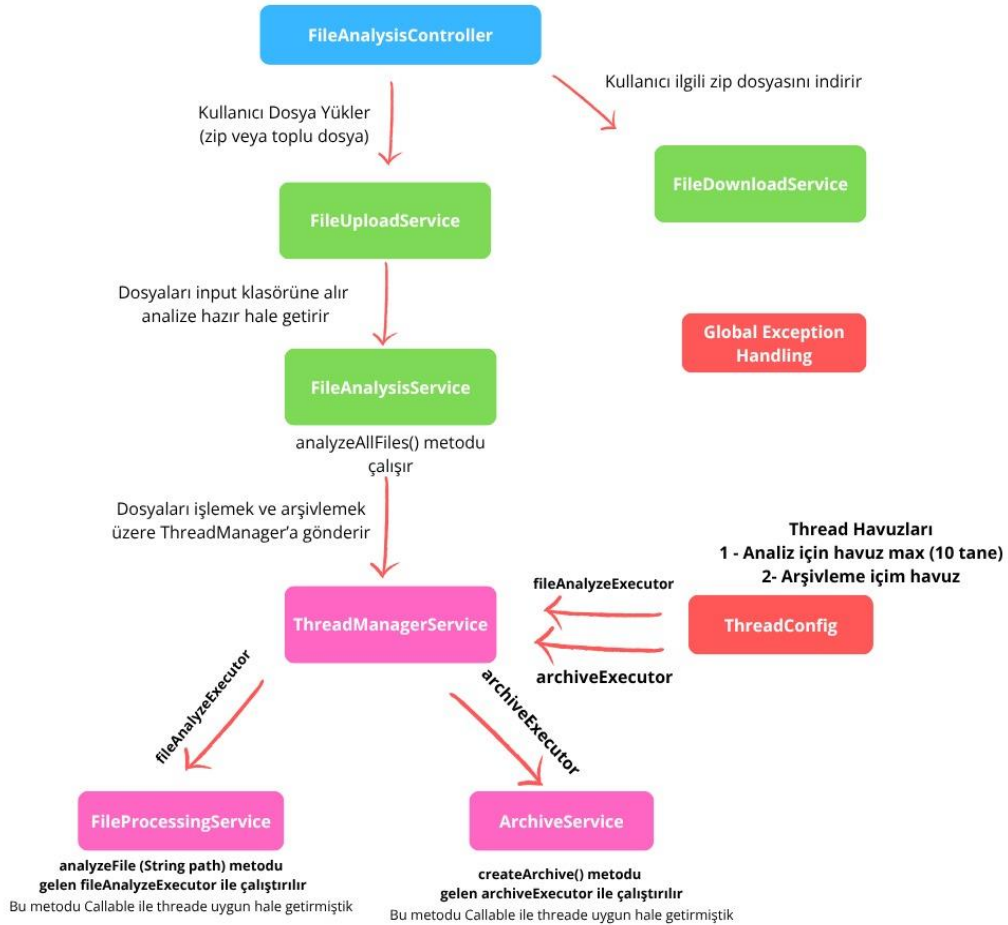 FileAnalysisController
Kullanıcı ilgili zip dosyasını indirir
Kullanıcı Dosya Yükler
(zip veya toplu dosya)
FileDownloadService
FileUploadService
Dosyaları input klasörüne alır
analize hazır hale getirir
Global Exception
Handling
FileAnalysisService
analyzeAllFiles() metodu
çalışır
Dosyaları işlemek ve arşivlemek
üzere ThreadManager'a gönderir
Thread Havuzları
1 - Analiz için havuz max (10 tane)
2- Arşivleme içim havuz
fileAnalyzeExecutor
ThreadManagerService
ThreadConfig
archiveExecutor
fileAnalyzeExecutor
archiveExecutor
FileProcessingService
analyzeFile (String path) metodu
gelen fileAnalyzeExecutor ile çalıştırılır
Bu metodu Callable ile threade uygun hale getirmiştik
ArchiveService
createArchive() metodu
gelen archiveExecutor ile çalıştırılır
Bu metodu Callable ile threade uygun hale getirmiştik